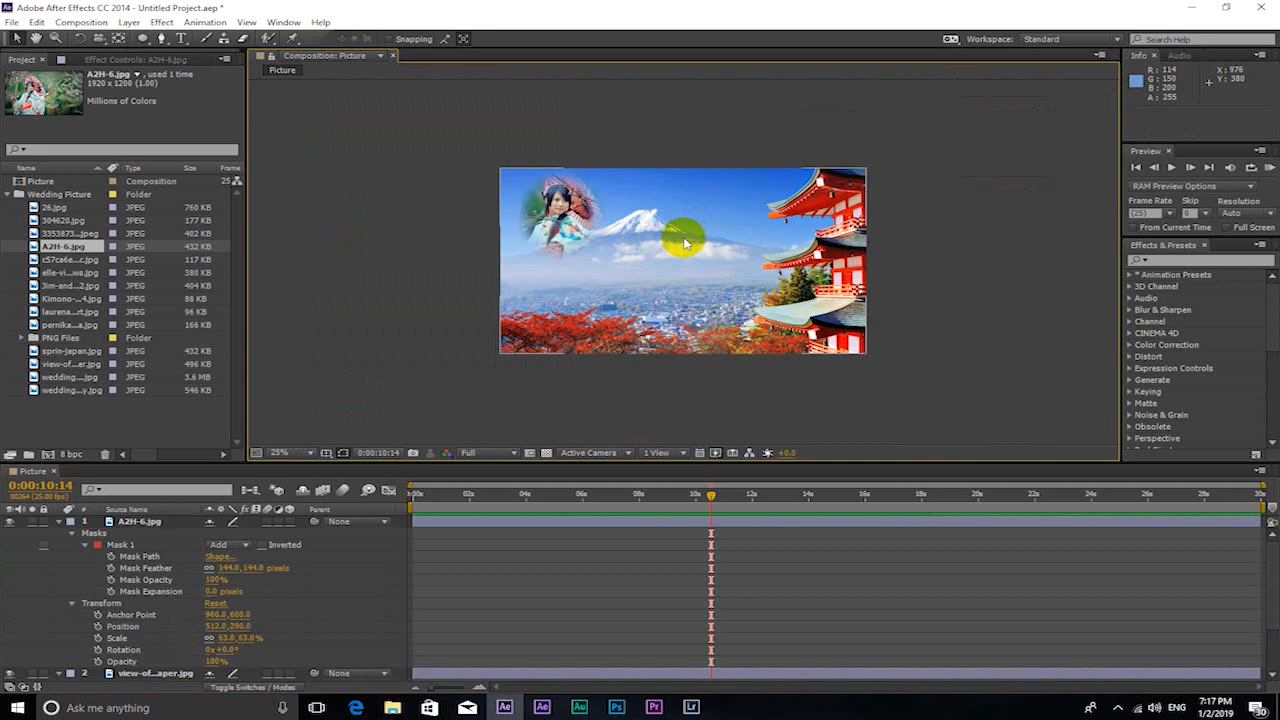 Adobe After Effects CC 2014 - Untitled Project.aep *
File Edit Composition Layer Effect Animation View Window Help
Snapping
Workspace: Standard
Search Help
Project
Effect Controls: A2H-6.jpg
Composition: Picture
Info Audio
A2H-6.jpg , used 1 time
1920 x 1200 (1.00)
Millions of Colors
Picture
R : 114
G : 150
B : 200
A : 255
X : 976
Y : 380
Preview
Name Type Size Frame
Picture Composition 25
Wedding Picture Folder
26.jpg JPEG 760 KB
304620.jpg JPEG 177 KB
3353873...jpeg JPEG 402 KB
A2H-6.jpg JPEG 432 KB
c57ca6e...jpg JPEG 117 KB
elle-vi...ws.jpg JPEG 380 KB
Jim-and...2.jpg JPEG 404 KB
Kimono-...4.jpg JPEG 88 KB
laurena...rt.jpg JPEG 96 KB
pernika...a.jpg JPEG 166 KB
PNG Files Folder
sprin-japan.jpg JPEG 432 KB
view-of...er.jpg JPEG 496 KB
wedding....jpg JPEG 3.6 MB
wedding...y.jpg JPEG 546 KB
8 bpc
RAM Preview Options
Frame Rate Skip Resolution
(25) 0 Auto
From Current Time Full Screen
Effects & Presets
* Animation Presets
3D Channel
Audio
Blur & Sharpen
Channel
CINEMA 4D
Color Correction
Distort
Expression Controls
Generate
Keying
Matte
Noise & Grain
Obsolete
Perspective
25% 0:00:10:14 Full Active Camera 1 View +0.0
Picture
0:00:10:14
00264 (25.00 fps)
:00s 02s 04s 06s 08s 10s 12s 14s 16s 18s 20s 22s 24s 26s 28s 30s
# Source Name Parent
1 A2H-6.jpg None
Masks
Mask 1 Add Inverted
Mask Path Shape...
Mask Feather 144.0,144.0 pixels
Mask Opacity 100%
Mask Expansion 0.0 pixels
Transform Reset
Anchor Point 960.0,600.0
Position 512.0,290.0
Scale 63.0,63.0%
Rotation 0x+0.0°
Opacity 100%
2 view-of...aper.jpg None
Toggle Switches / Modes
Ask me anything
Ae Ae Au Ps Pr Lr
ENG
7:17 PM
1/2/2019
30